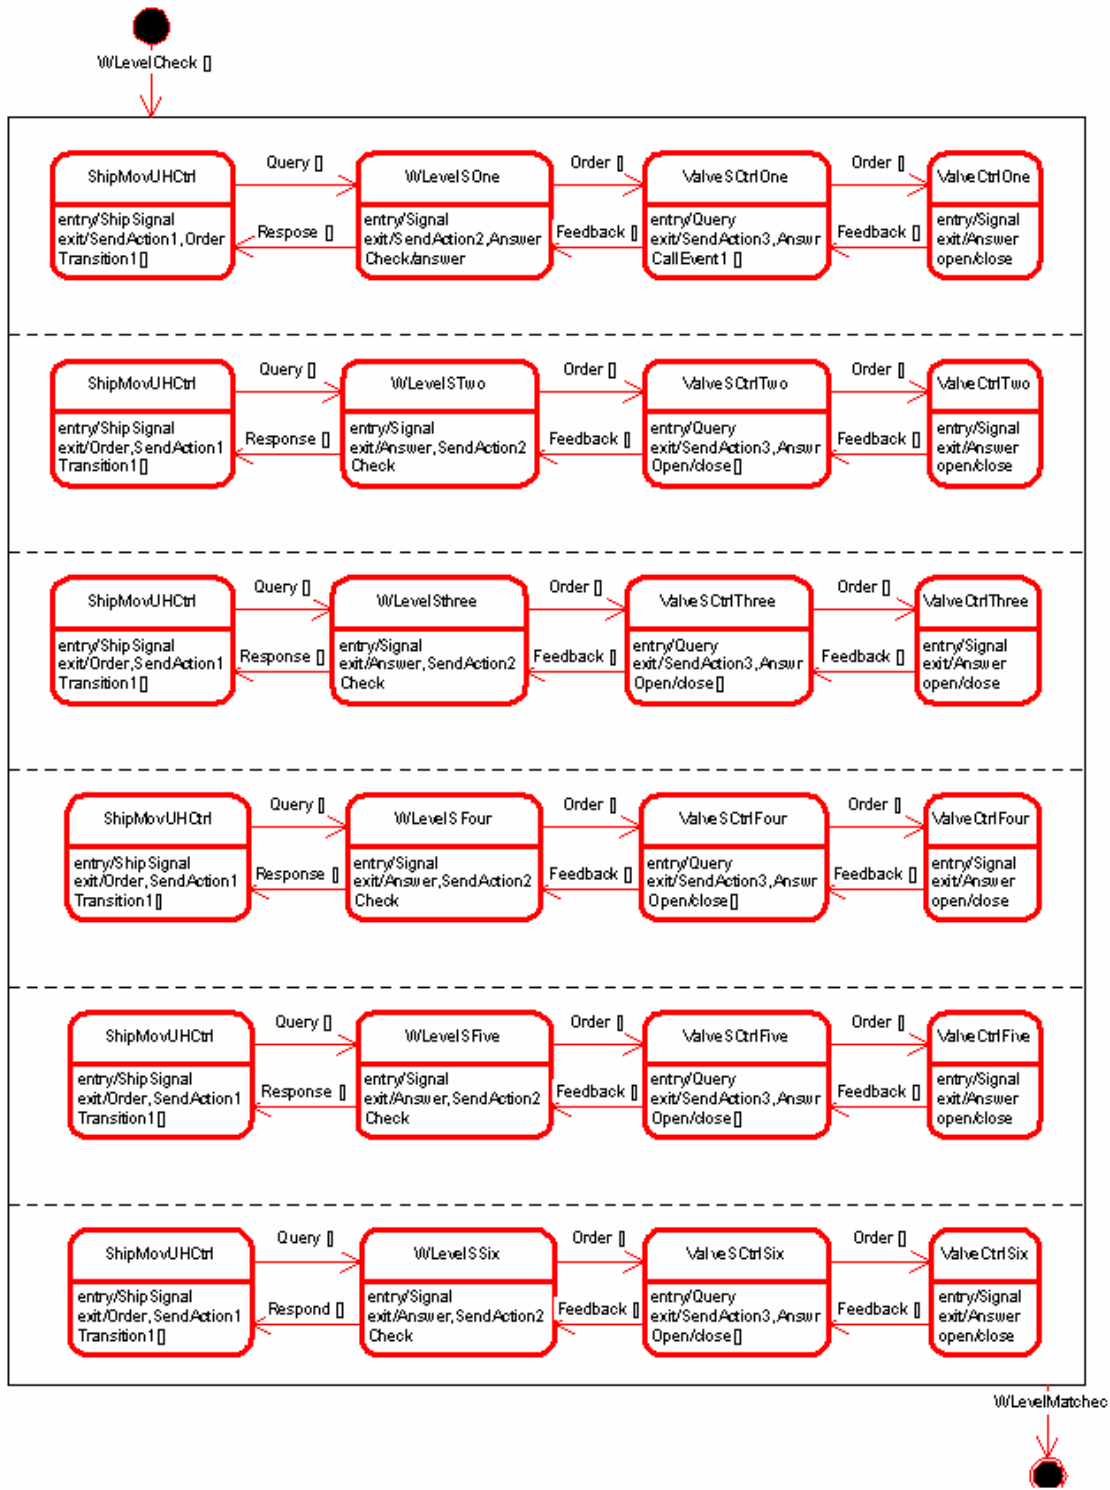 WLevelCheck []
Query []
Order []
Order []
ShipMovUHCtrl
WLevelSOne
ValveSCtrlOne
ValveCtrlOne
entry/ShipSignal
exit/SendAction1,Order
Transition1[]
Respose []
entry/Signal
exit/SendAction2,Answer
Check/answer
Feedback []
entry/Query
exit/SendAction3,Answr
CallEvent1 []
Feedback []
entry/Signal
exit/Answer
open/close
Query []
Order []
Order []
ShipMovUHCtrl
WLevelSTwo
ValveSCtrlTwo
ValveCtrlTwo
entry/ShipSignal
exit/Order,SendAction1
Transition1[]
Response []
entry/Signal
exit/Answer,SendAction2
Check
Feedback []
entry/Query
exit/SendAction3,Answr
Open/close[]
Feedback []
entry/Signal
exit/Answer
open/close
Query []
Order []
Order []
ShipMovUHCtrl
WLevelSthree
ValveSCtrlThree
ValveCtrlThree
entry/ShipSignal
exit/Order,SendAction1
Transition1[]
Response []
entry/Signal
exit/Answer,SendAction2
Check
Feedback []
entry/Query
exit/SendAction3,Answr
Open/close[]
Feedback []
entry/Signal
exit/Answer
open/close
Query []
Order []
Order []
ShipMovUHCtrl
WLevelSFour
ValveSCtrlFour
ValveCtrlFour
entry/ShipSignal
exit/Order,SendAction1
Transition1[]
Response []
entry/Signal
exit/Answer,SendAction2
Check
Feedback []
entry/Query
exit/SendAction3,Answr
Open/close[]
Feedback []
entry/Signal
exit/Answer
open/close
Query []
Order []
Order []
ShipMovUHCtrl
WLevelSFive
ValveSCtrlFive
ValveCtrlFive
entry/ShipSignal
exit/Order,SendAction1
Transition1[]
Response []
entry/Signal
exit/Answer,SendAction2
Check
Feedback []
entry/Query
exit/SendAction3,Answr
Open/close[]
Feedback []
entry/Signal
exit/Answer
open/close
Query []
Order []
Order []
ShipMovUHCtrl
WLevelSSix
ValveSCtrlSix
ValveCtrlSix
entry/ShipSignal
exit/Order,SendAction1
Transition1[]
Respond []
entry/Signal
exit/Answer,SendAction2
Check
Feedback []
entry/Query
exit/SendAction3,Answr
Open/close[]
Feedback []
entry/Signal
exit/Answer
open/close
WLevelMatchec